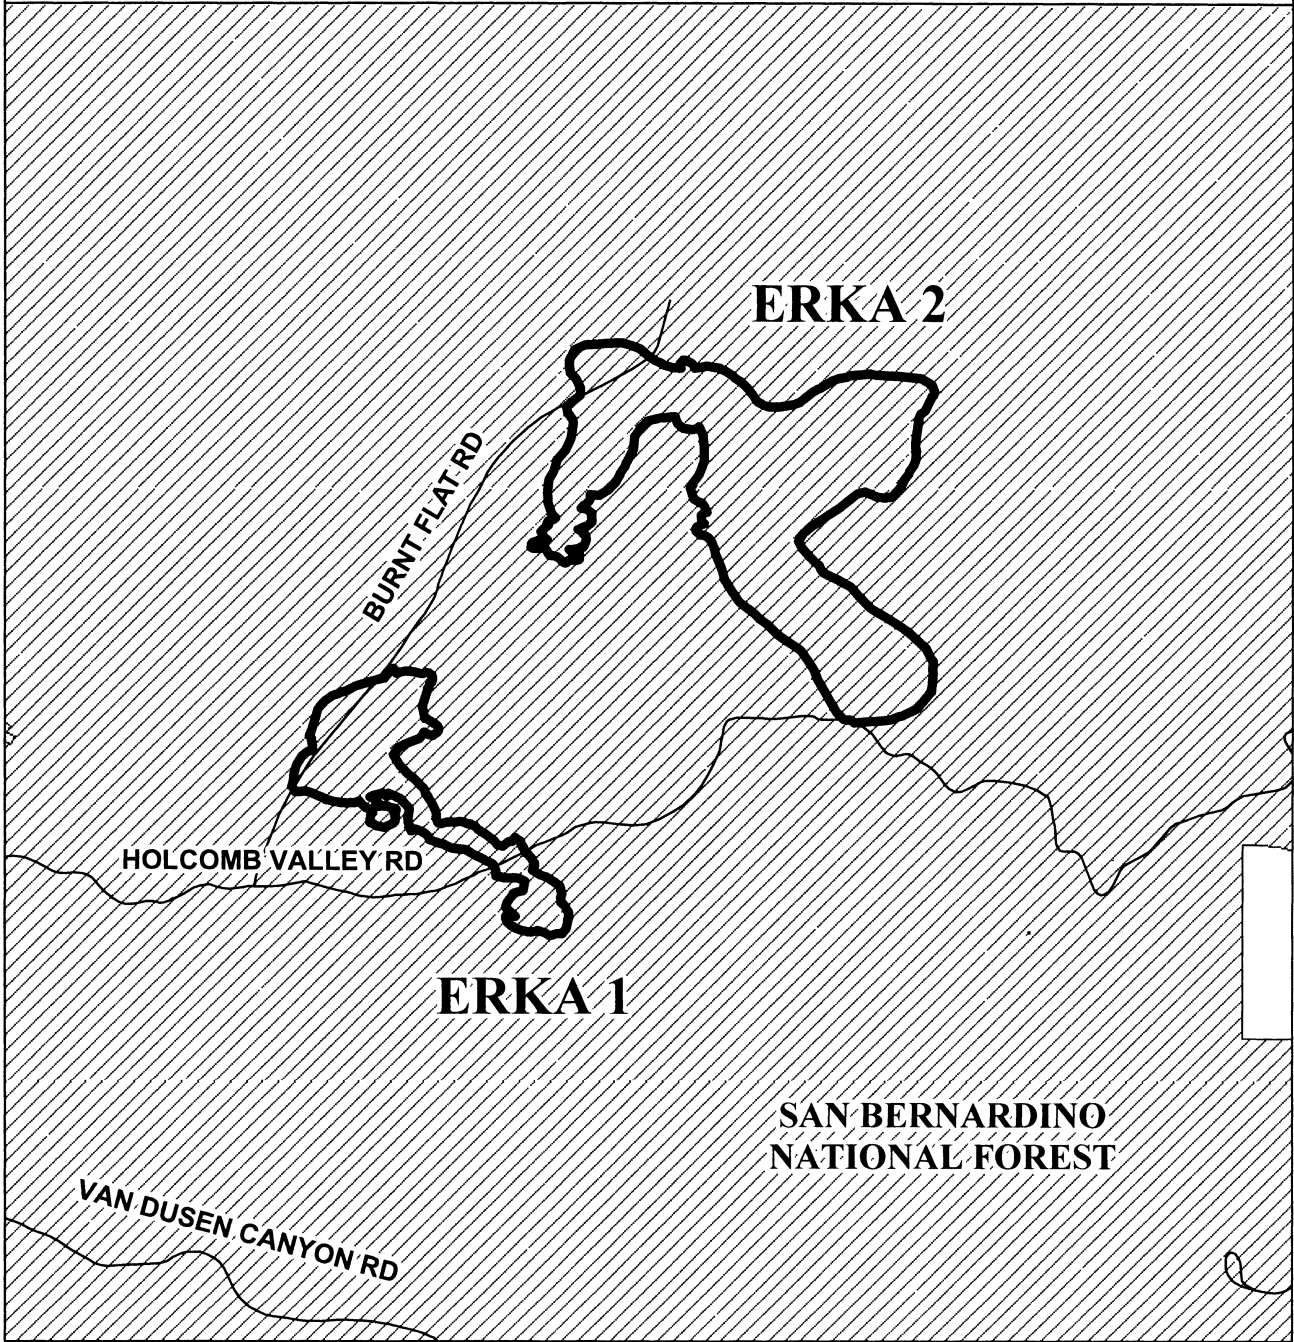 ERKA 2
BURNT FLAT RD
HOLCOMB VALLEY RD
ERKA 1
SAN BERNARDINO
NATIONAL FOREST
VAN DUSEN CANYON RD